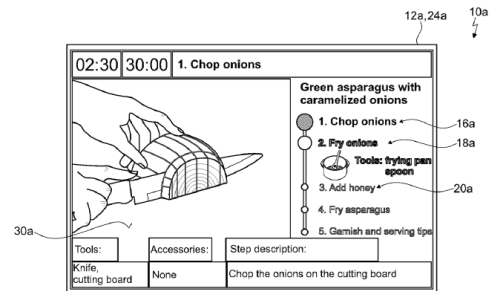 12a,24a
10a
02:30 30:00 1. Chop onions
Green asparagus with
caramelized onions
1. Chop onions
16a
2. Fry onions
18a
Tools: frying pan
spoon
3. Add honey
20a
4. Fry asparagus
5. Garnish and serving tips
30a
Tools:
Accessories:
Step description:
Knife,
cutting board
None
Chop the onions on the cutting board